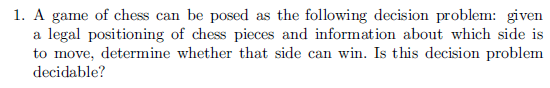 1. A game of chess can be posed as the following decision problem: given
a legal positioning of chess pieces and information about which side is
to move, determine whether that side can win. Is this decision problem
decidable?